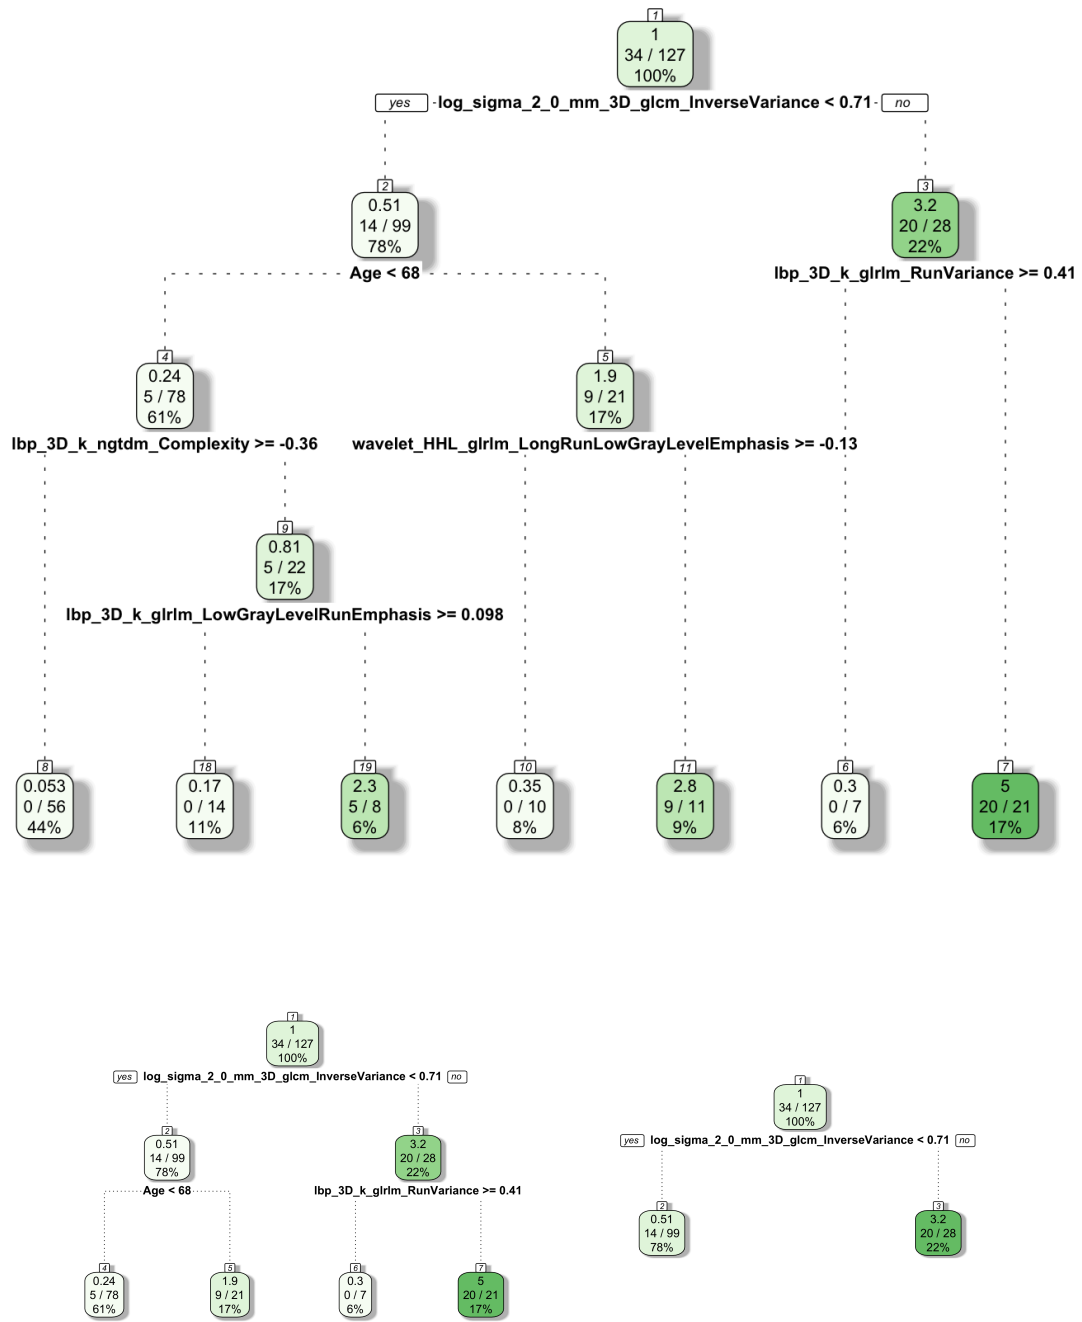 1
1
34 / 127
100%
yes log_sigma_2_0_mm_3D_glcm_InverseVariance < 0.71 no
2
0.51
14 / 99
78%
3
3.2
20 / 28
22%
Age < 68
lbp_3D_k_glrlm_RunVariance >= 0.41
4
0.24
5 / 78
61%
5
1.9
9 / 21
17%
lbp_3D_k_ngtdm_Complexity >= -0.36
wavelet_HHL_glrlm_LongRunLowGrayLevelEmphasis >= -0.13
9
0.81
5 / 22
17%
lbp_3D_k_glrlm_LowGrayLevelRunEmphasis >= 0.098
8
0.053
0 / 56
44%
18
0.17
0 / 14
11%
19
2.3
5 / 8
6%
10
0.35
0 / 10
8%
11
2.8
9 / 11
9%
6
0.3
0 / 7
6%
7
5
20 / 21
17%
1
1
34 / 127
100%
yes log_sigma_2_0_mm_3D_glcm_InverseVariance < 0.71 no
2
0.51
14 / 99
78%
3
3.2
20 / 28
22%
Age < 68
lbp_3D_k_glrlm_RunVariance >= 0.41
4
0.24
5 / 78
61%
5
1.9
9 / 21
17%
6
0.3
0 / 7
6%
7
5
20 / 21
17%
1
1
34 / 127
100%
yes log_sigma_2_0_mm_3D_glcm_InverseVariance < 0.71 no
2
0.51
14 / 99
78%
3
3.2
20 / 28
22%